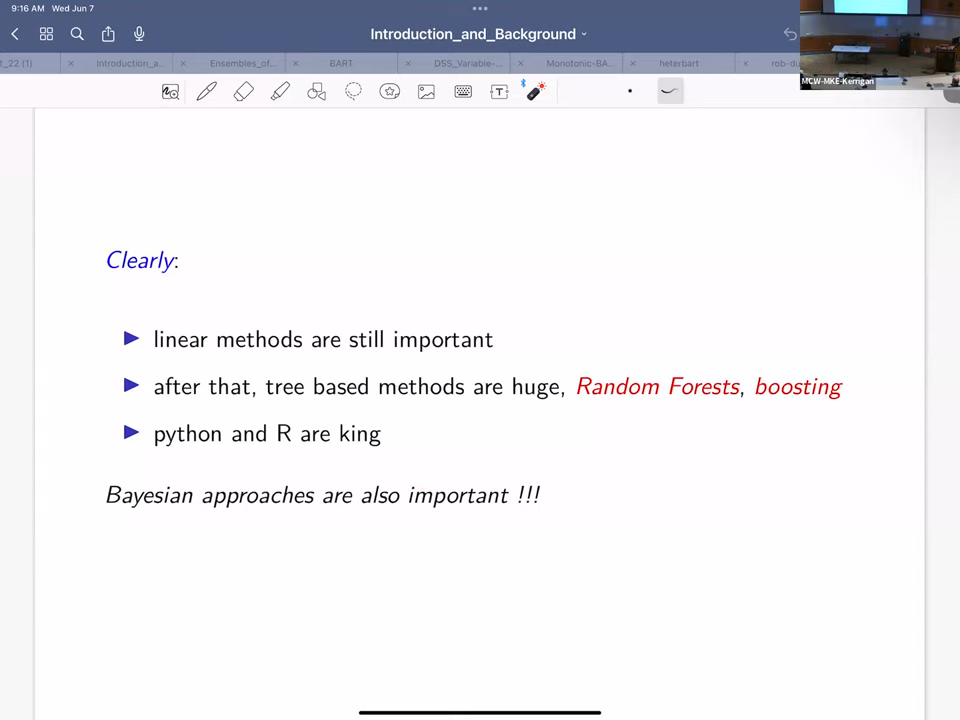 9:16 AM Wed Jun 7
Introduction_and_Background
t_22 (1)
Introduction_a...
Ensembles_of...
BART
DSS_Variable-...
Monotonic-BA...
heterbart
rob-du
MCW-MKE-Kerrigan
T
Clearly:
linear methods are still important
after that, tree based methods are huge, Random Forests, boosting
python and R are king
Bayesian approaches are also important !!!